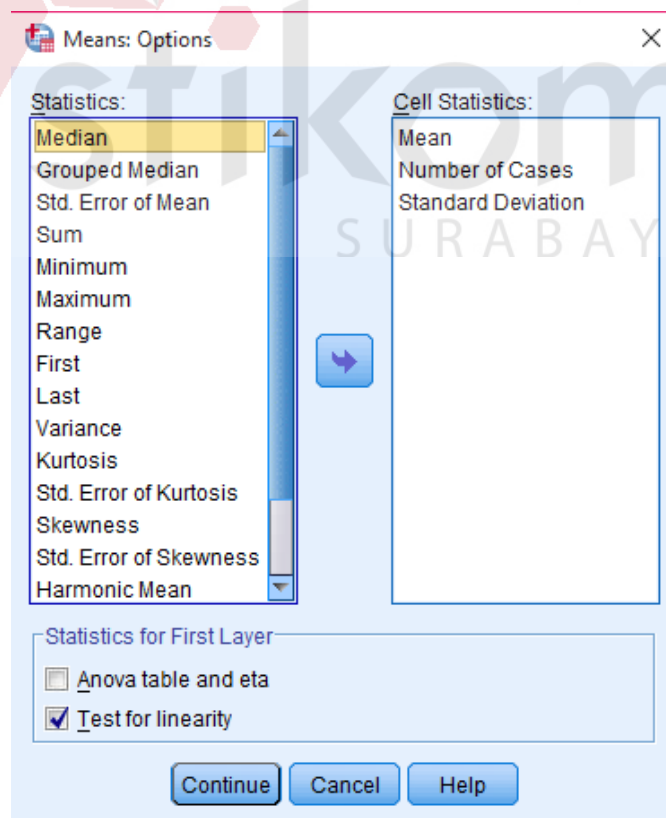 Means: Options
stikom
SURABAY
Statistics:
Median
Grouped Median
Std. Error of Mean
Sum
Minimum
Maximum
Range
First
Last
Variance
Kurtosis
Std. Error of Kurtosis
Skewness
Std. Error of Skewness
Harmonic Mean
Cell Statistics:
Mean
Number of Cases
Standard Deviation
Statistics for First Layer
Anova table and eta
Test for linearity
Continue
Cancel
Help